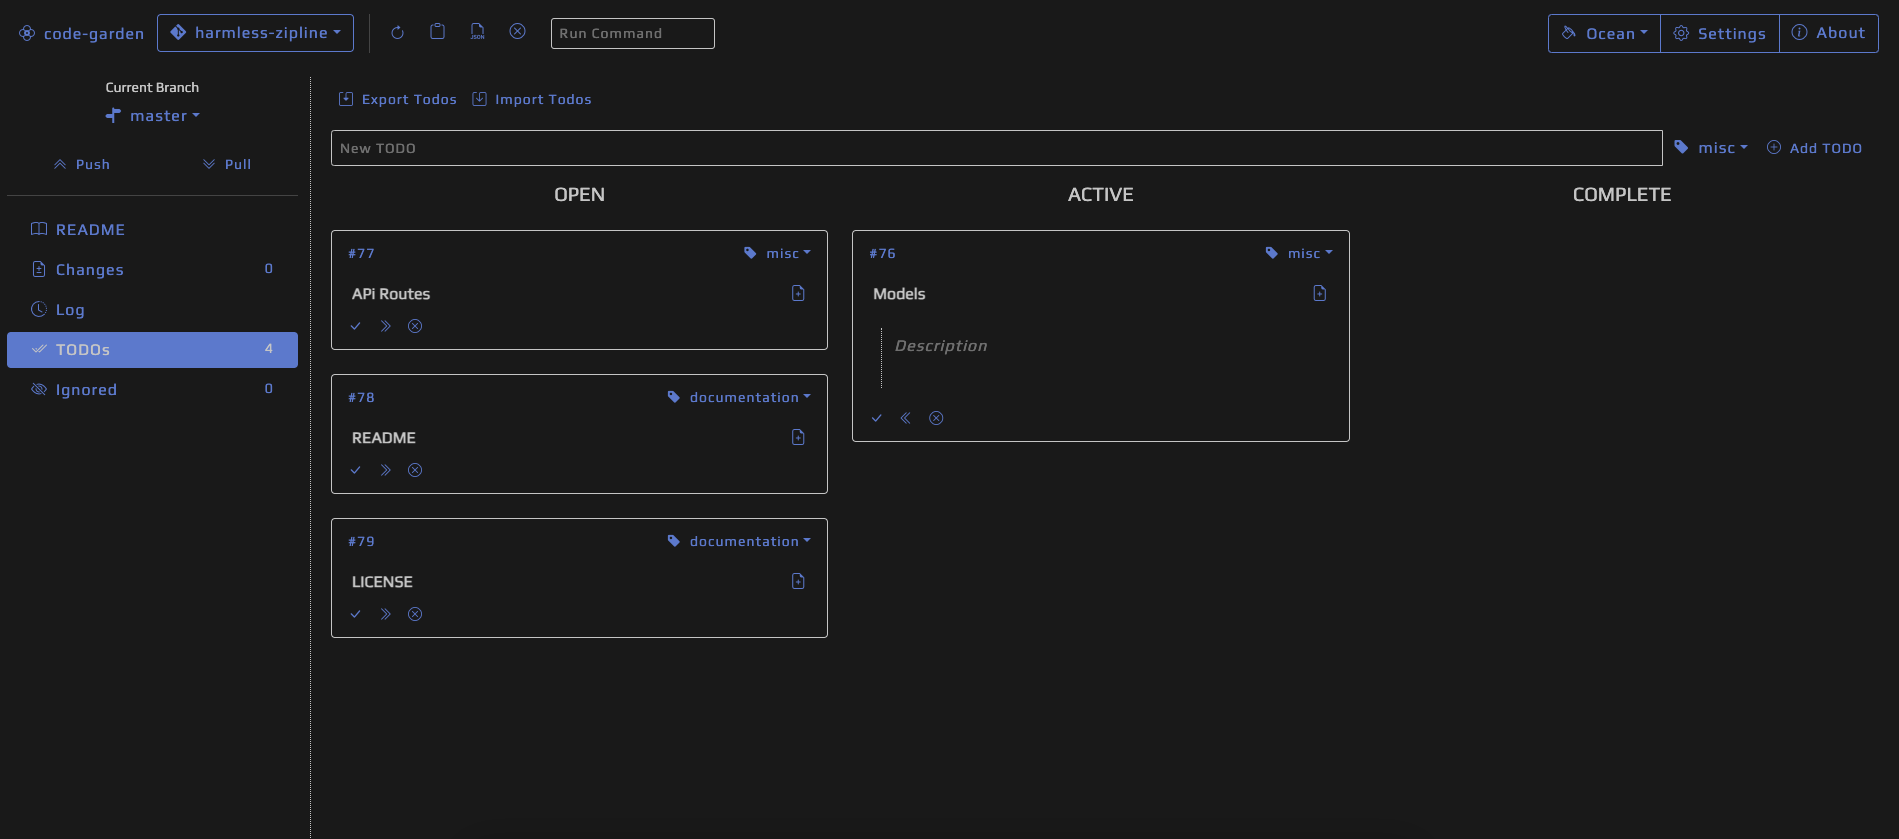 code-garden
harmless-zipline
JSON
Run Command
Ocean
Settings
About
Current Branch
master
Push
Pull
README
Changes
0
Log
TODOs
4
Ignored
0
Export Todos
Import Todos
New TODO
misc
Add TODO
OPEN
ACTIVE
COMPLETE
#77
misc
APi Routes
#78
documentation
README
#79
documentation
LICENSE
#76
misc
Models
Description